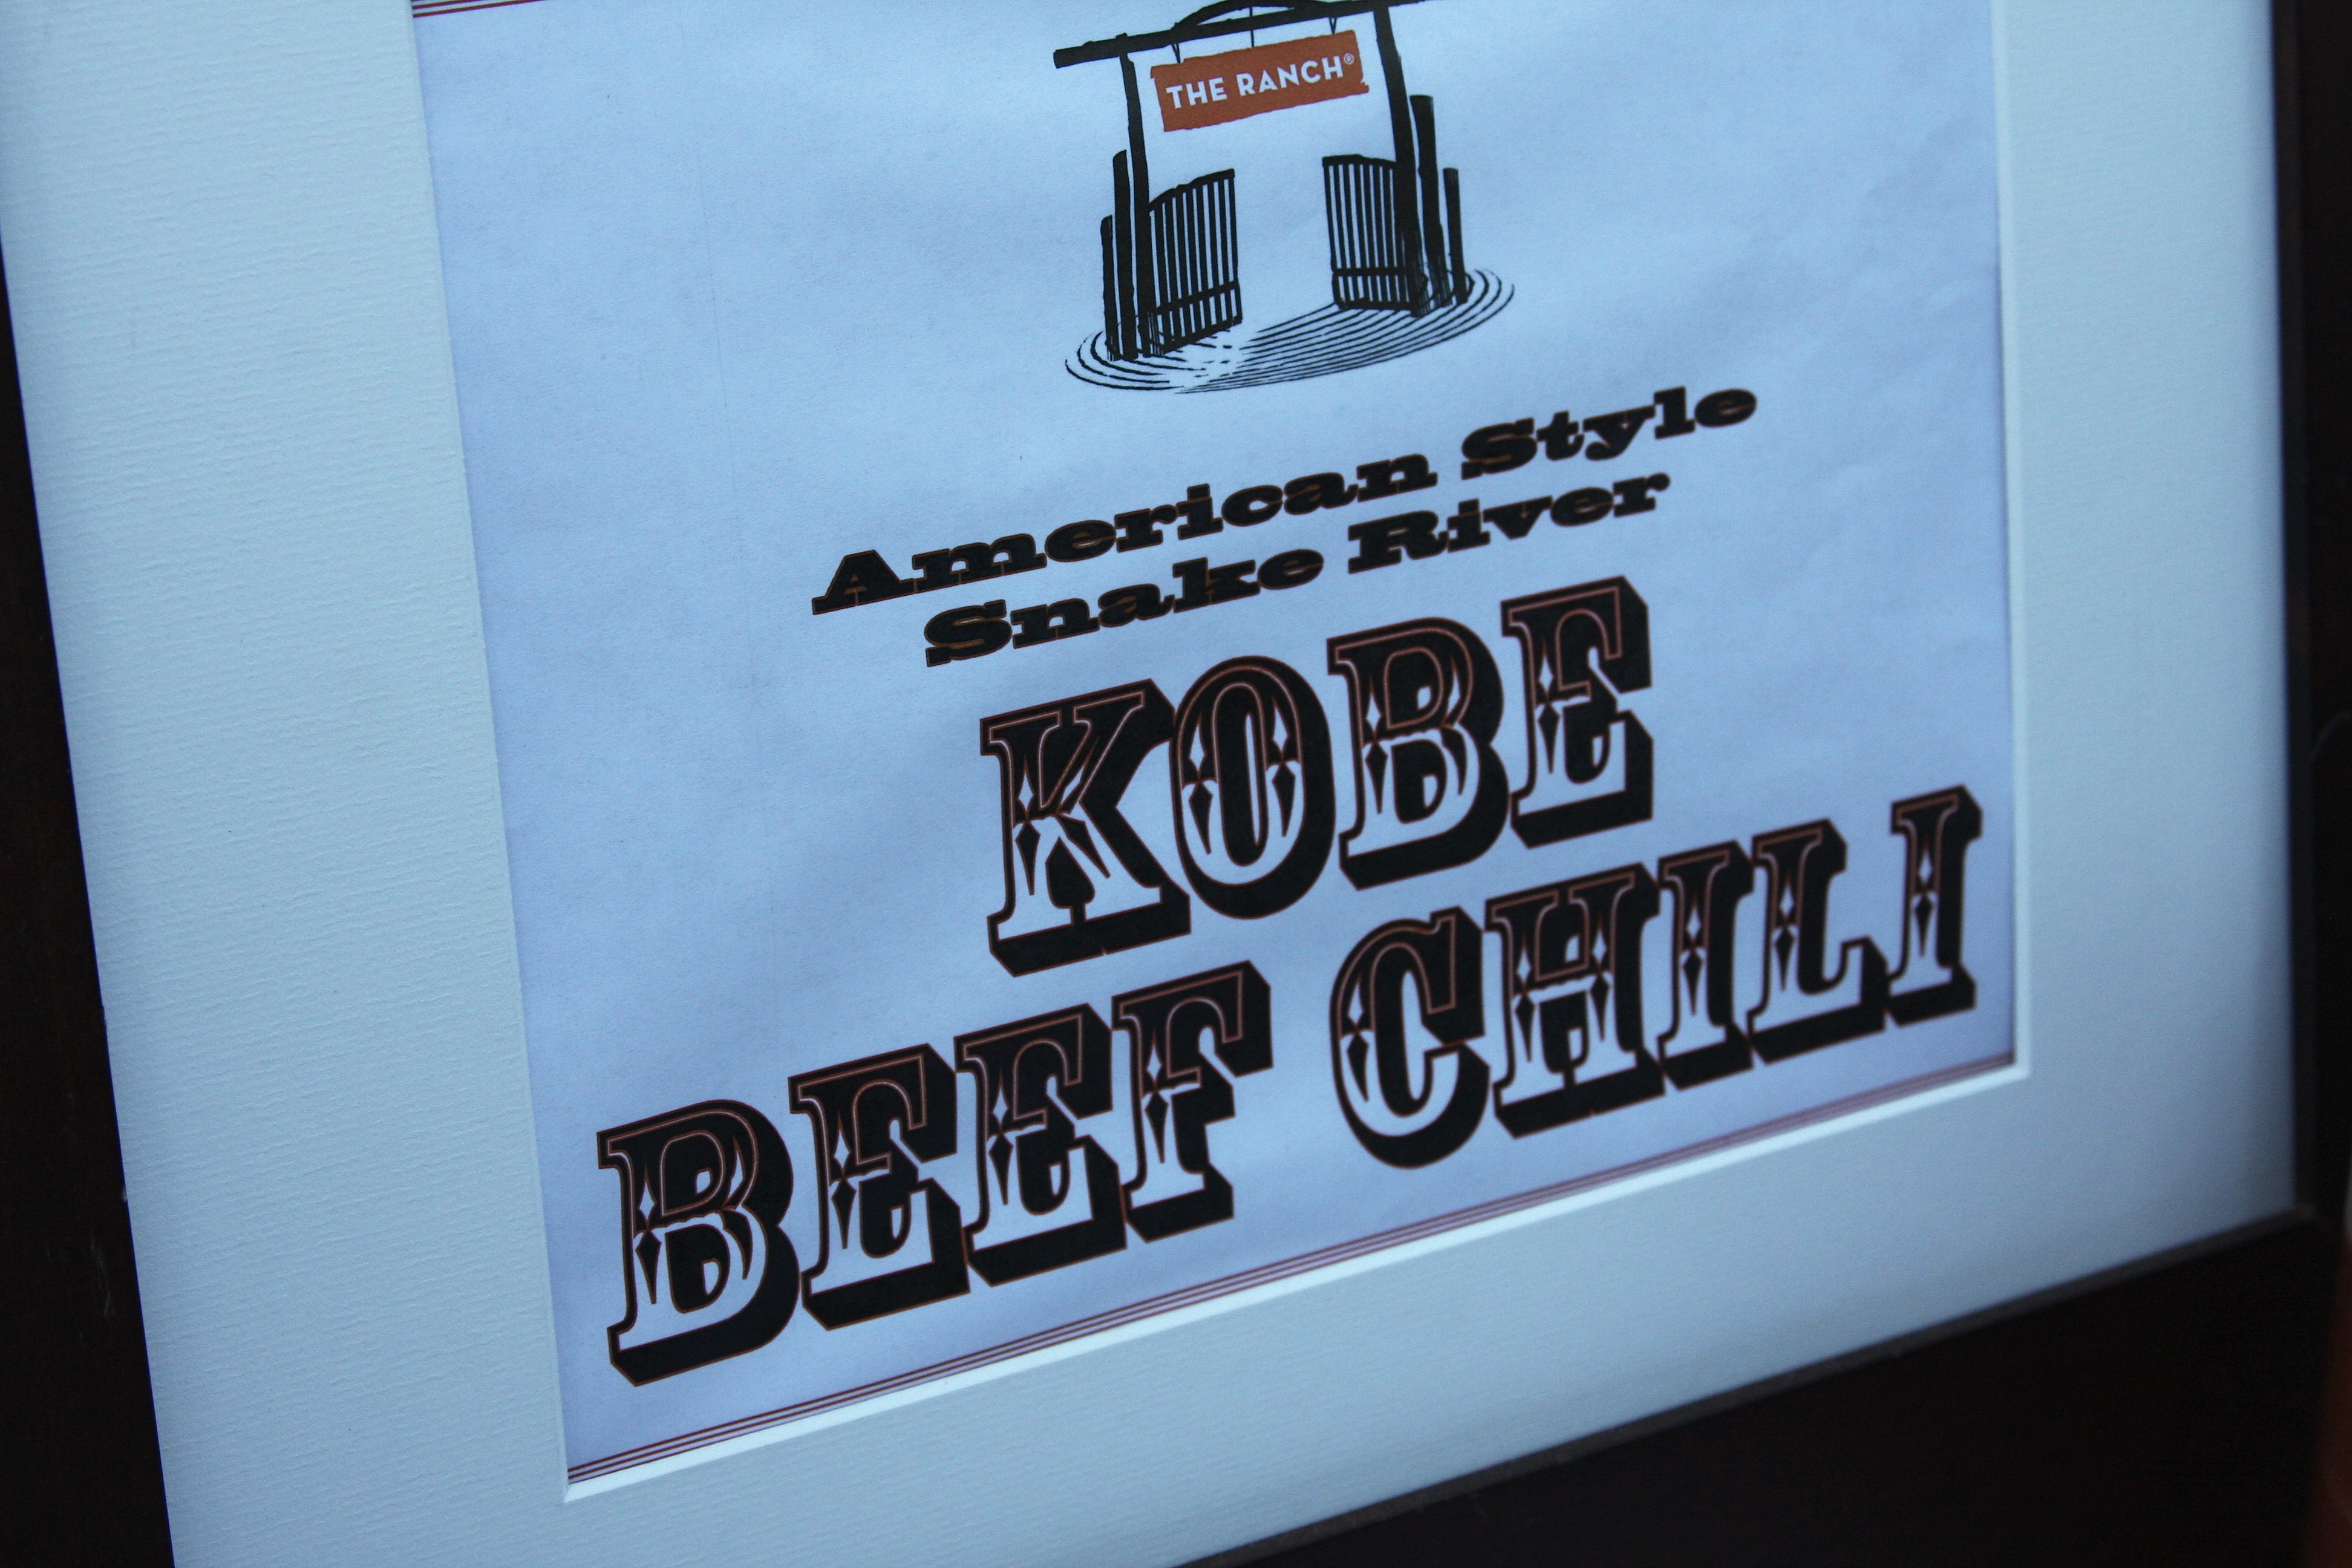 THE RANCH®
American Style
Snake River
KOBE
BEEF CHILI